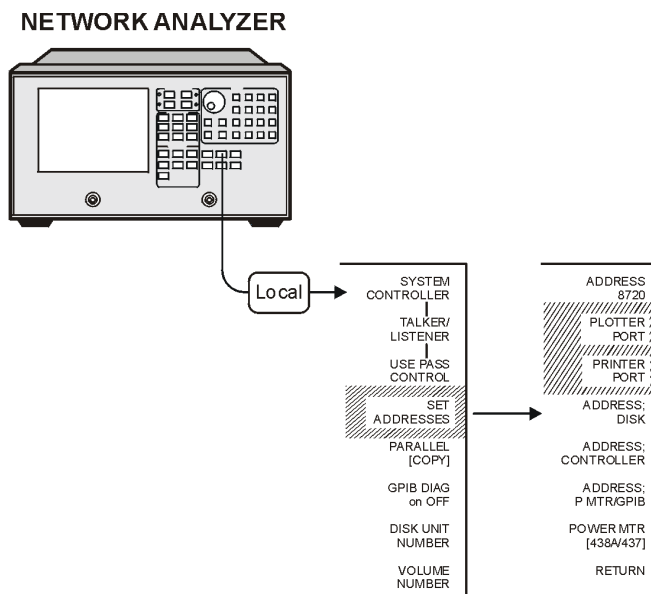 NETWORK ANALYZER
Local
SYSTEM
CONTROLLER
TALKER/
LISTENER
USE PASS
CONTROL
SET
ADDRESSES
PARALLEL
[COPY]
GPIB DIAG
on OFF
DISK UNIT
NUMBER
VOLUME
NUMBER
ADDRESS
8720
PLOTTER
PORT
PRINTER
PORT
ADDRESS;
DISK
ADDRESS;
CONTROLLER
ADDRESS;
P MTR/GPIB
POWER MTR
[438A/437]
RETURN